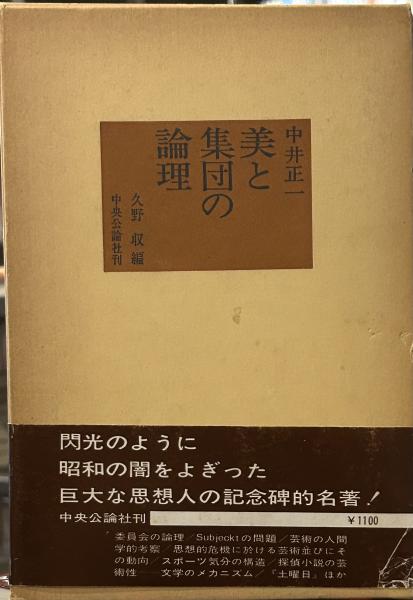 中井正一
美と
集団の
論理
久野 収 編
中央公論社刊
閃光のように
昭和の闇をよぎった
巨大な思想人の記念碑的名著！
中央公論社刊
￥1100
委員会の論理／Subjecktの問題／芸術の人間
学的考察／思想的危機に於ける芸術並びにそ
の動向／スポーツ気分の構造／探偵小説の芸
術性──文学のメカニズム／『土曜日』ほか